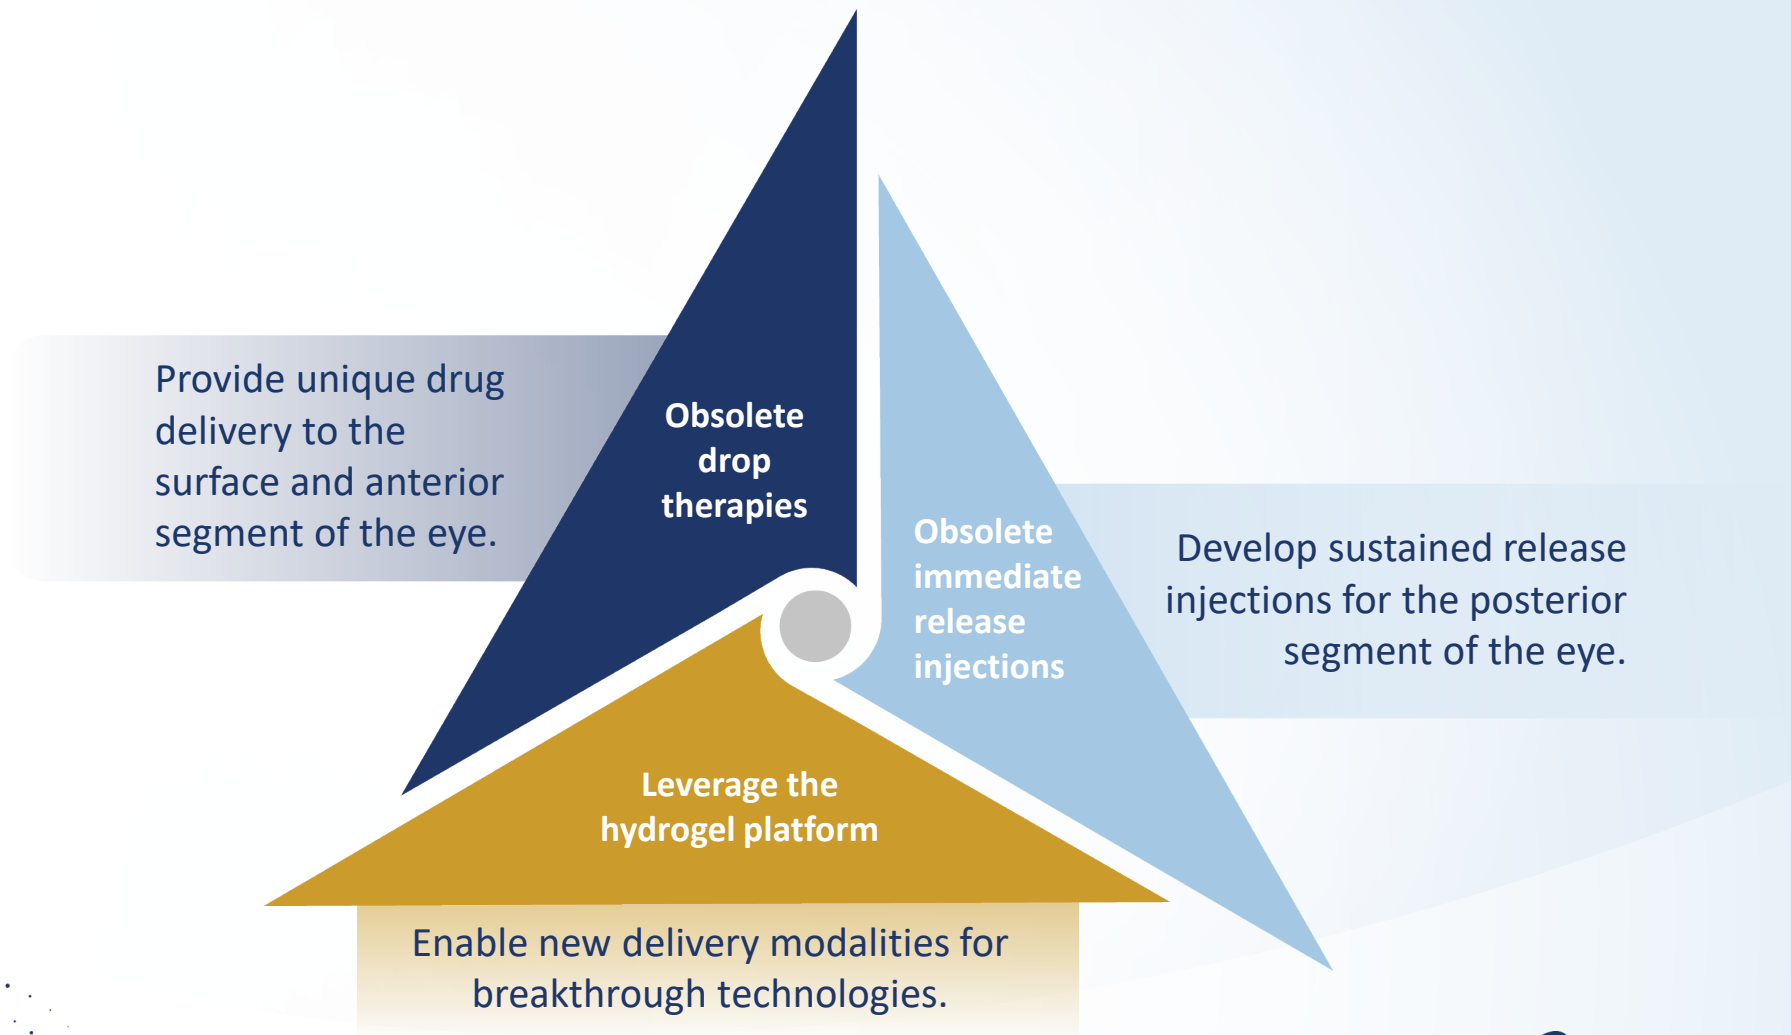 Provide unique drug
delivery to the
surface and anterior
segment of the eye.
Obsolete
drop
therapies
Obsolete
immediate
release
injections
Develop sustained release
injections for the posterior
segment of the eye.
Leverage the
hydrogel platform
Enable new delivery modalities for
breakthrough technologies.